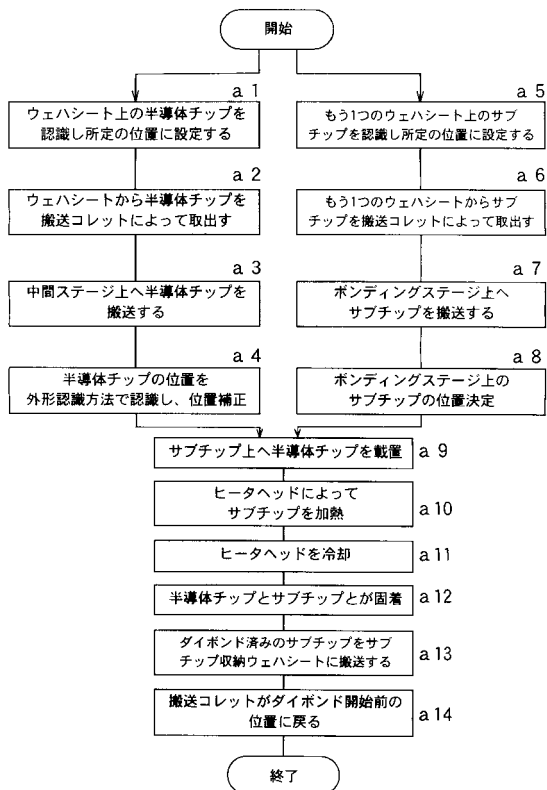 開始
a 1
ウェハシート上の半導体チップを
認識し所定の位置に設定する
a 2
ウェハシートから半導体チップを
搬送コレットによって取出す
a 3
中間ステージ上へ半導体チップを
搬送する
a 4
半導体チップの位置を
外形認識方法で認識し、位置補正
a 5
もう1つのウェハシート上のサブ
チップを認識し所定の位置に設定する
a 6
もう1つのウェハシートからサブ
チップを搬送コレットによって取出す
a 7
ボンディングステージ上へ
サブチップを搬送する
a 8
ボンディングステージ上の
サブチップの位置決定
サブチップ上へ半導体チップを載置 a 9
ヒータヘッドによって
サブチップを加熱
a 10
ヒータヘッドを冷却 a 11
半導体チップとサブチップとが固着 a 12
ダイボンド済みのサブチップをサブ
チップ収納ウェハシートに搬送する
a 13
搬送コレットがダイボンド開始前の
位置に戻る
a 14
終了